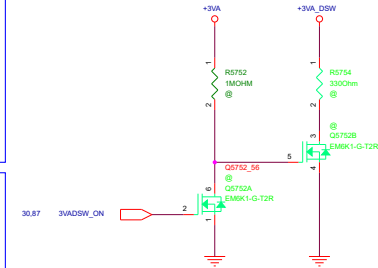 +3VA
+3VA_DSW
1
R5752
1MOHM
@
2
1
R5754
330Ohm
@
2
@
Q5752B
EM6K1-G-T2R
3
5
4
Q5752_56
@
Q5752A
EM6K1-G-T2R
6
2
1
30,87
3VADSW_ON